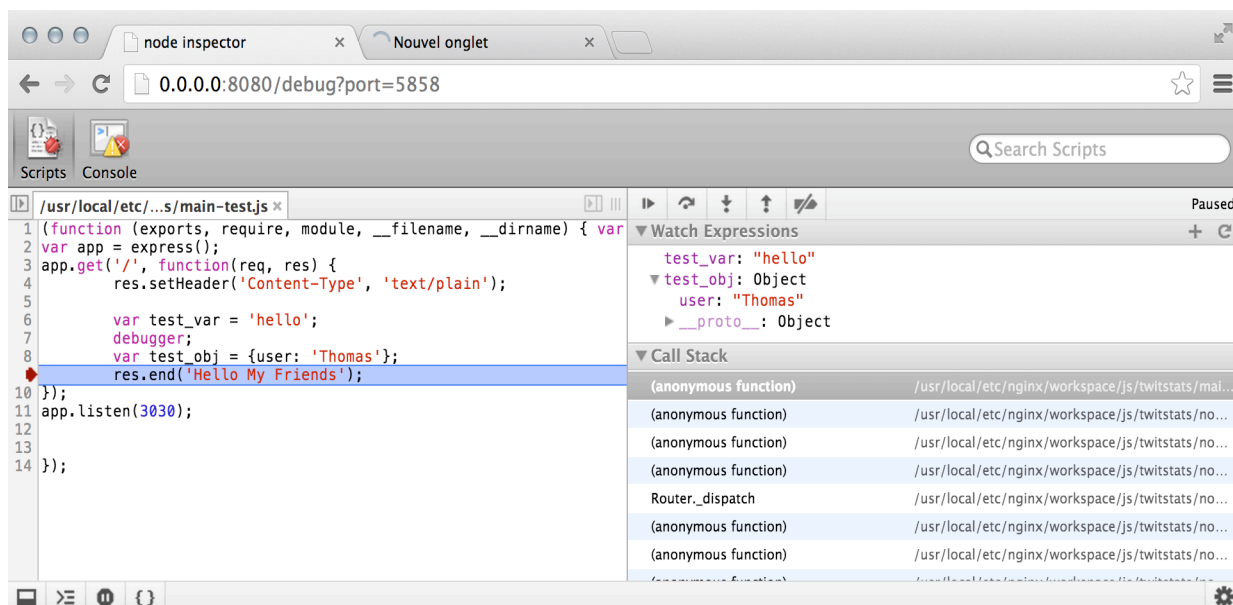 node inspector × Nouvel onglet ×
0.0.0.0:8080/debug?port=5858
Scripts Console Search Scripts
/usr/local/etc/...s/main-test.js × Paused
1 (function (exports, require, module, __filename, __dirname) { var
2 var app = express();
3 app.get('/', function(req, res) {
4 res.setHeader('Content-Type', 'text/plain');
5
6 var test_var = 'hello';
7 debugger;
8 var test_obj = {user: 'Thomas'};
res.end('Hello My Friends');
10 });
11 app.listen(3030);
12
13
14 });
Watch Expressions
test_var: "hello"
test_obj: Object
user: "Thomas"
__proto__: Object
Call Stack
(anonymous function) /usr/local/etc/nginx/workspace/js/twitstats/mai...
(anonymous function) /usr/local/etc/nginx/workspace/js/twitstats/no...
(anonymous function) /usr/local/etc/nginx/workspace/js/twitstats/no...
(anonymous function) /usr/local/etc/nginx/workspace/js/twitstats/no...
Router._dispatch /usr/local/etc/nginx/workspace/js/twitstats/no...
(anonymous function) /usr/local/etc/nginx/workspace/js/twitstats/no...
(anonymous function) /usr/local/etc/nginx/workspace/js/twitstats/no...